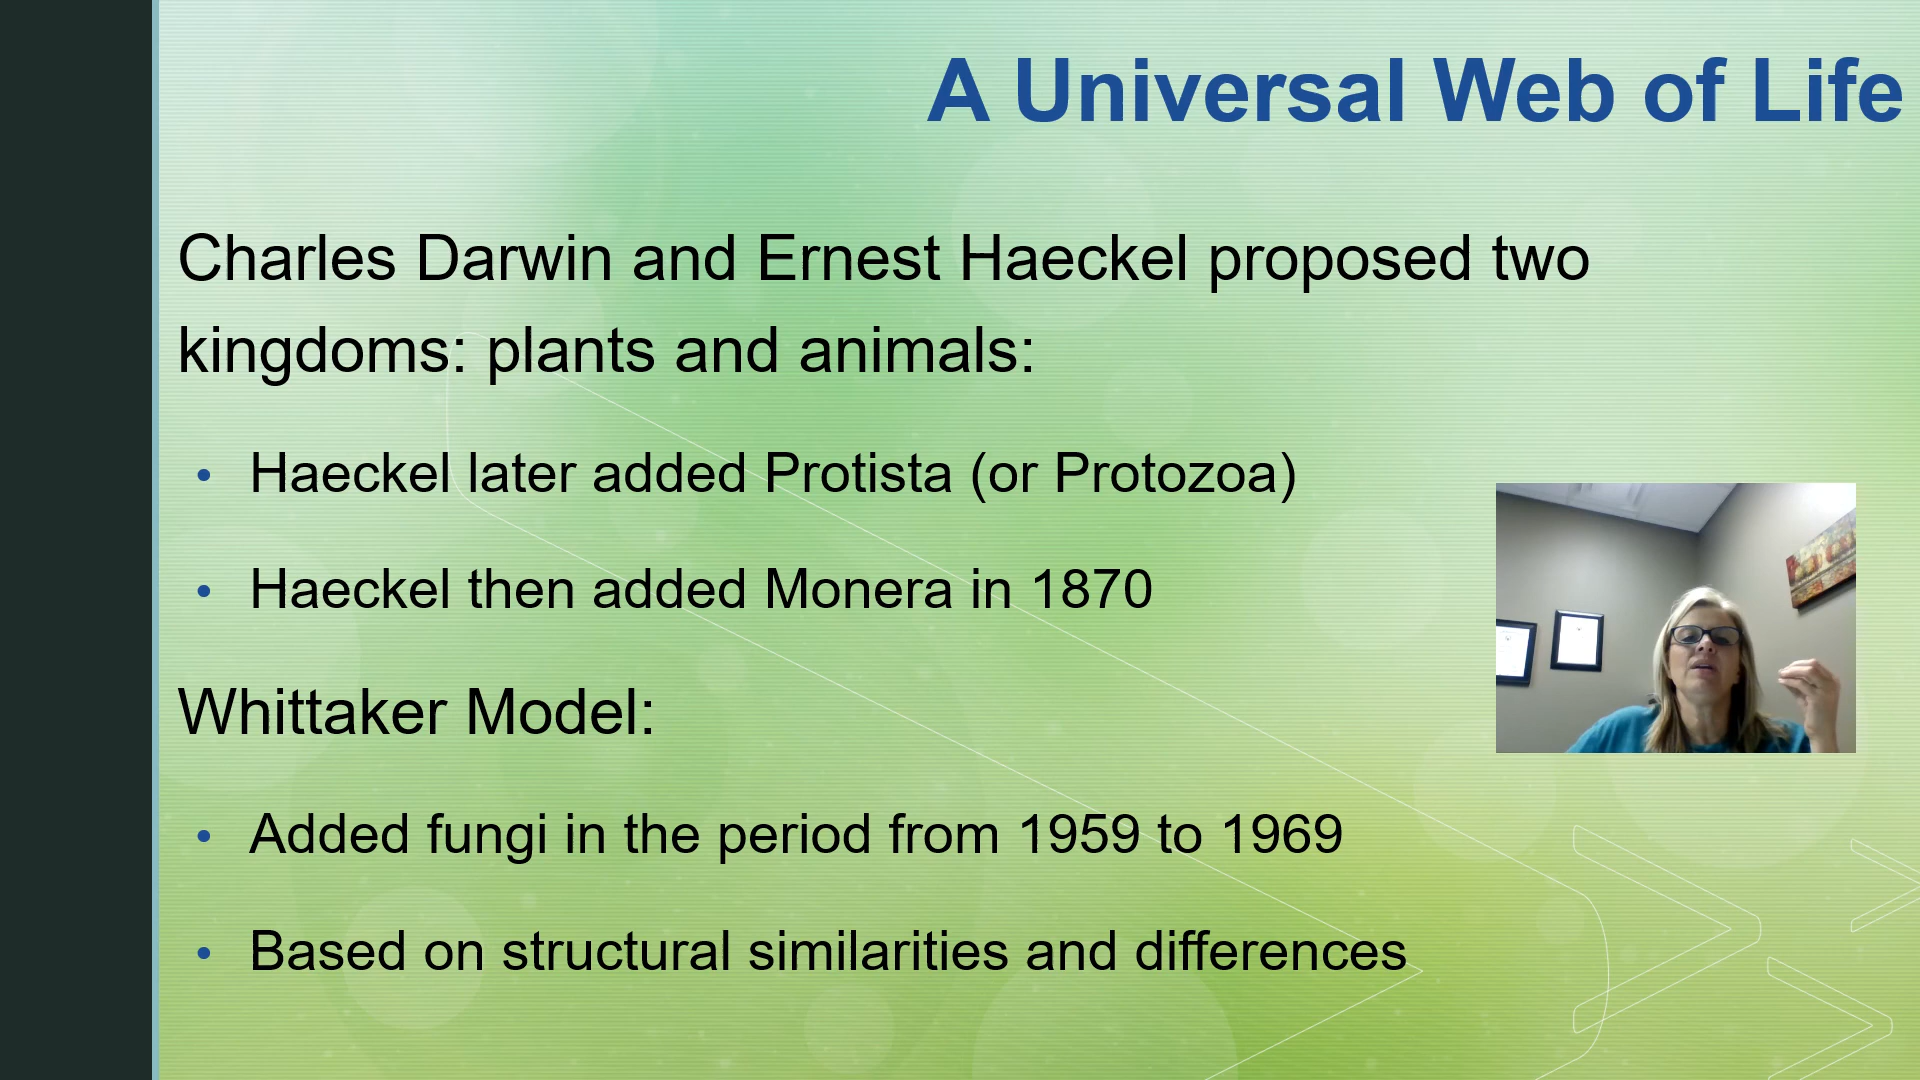 A Universal Web of Life
Charles Darwin and Ernest Haeckel proposed two
kingdoms: plants and animals:
• Haeckel later added Protista (or Protozoa)
• Haeckel then added Monera in 1870
Whittaker Model:
• Added fungi in the period from 1959 to 1969
• Based on structural similarities and differences